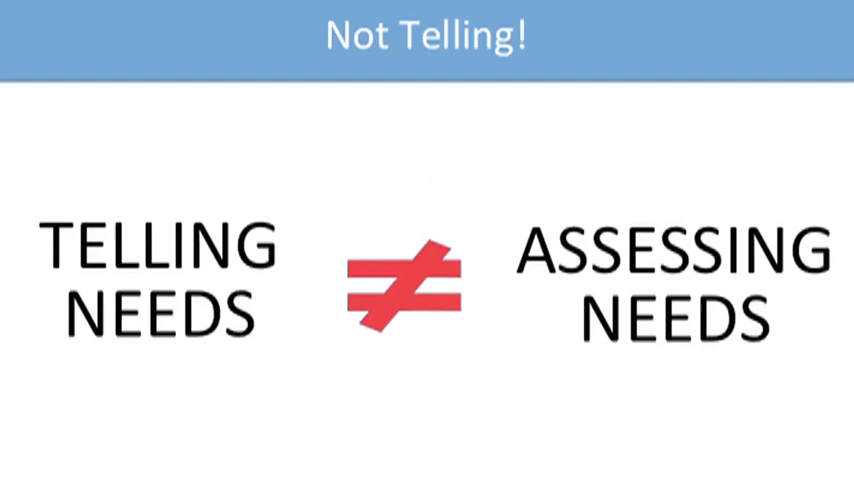 Not Telling!
TELLING
NEEDS
≠
ASSESSING
NEEDS